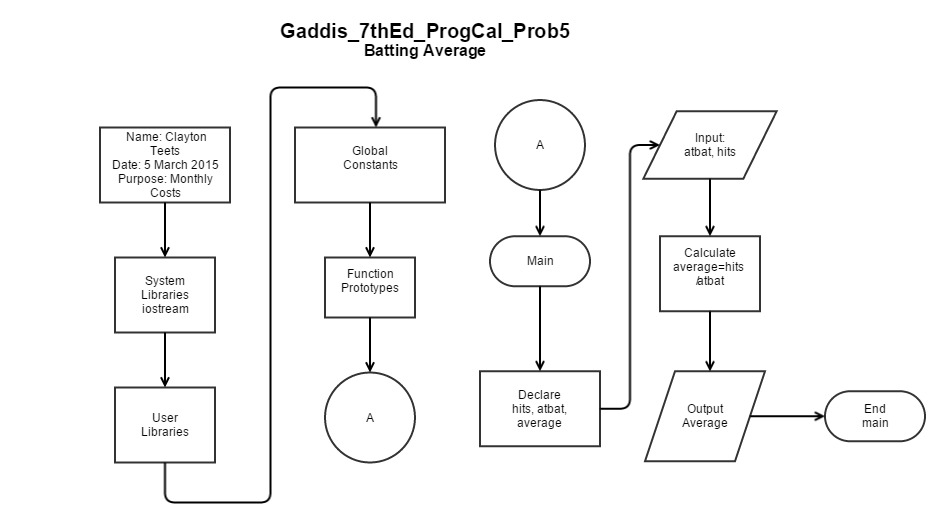 Gaddis_7thEd_ProgCal_Prob5
Batting Average
Name: Clayton
Teets
Date: 5 March 2015
Purpose: Monthly
Costs
System
Libraries
iostream
User
Libraries
Global
Constants
Function
Prototypes
A
A
Main
Declare
hits, atbat,
average
Input:
atbat, hits
Calculate
average=hits
/atbat
Output
Average
End
main